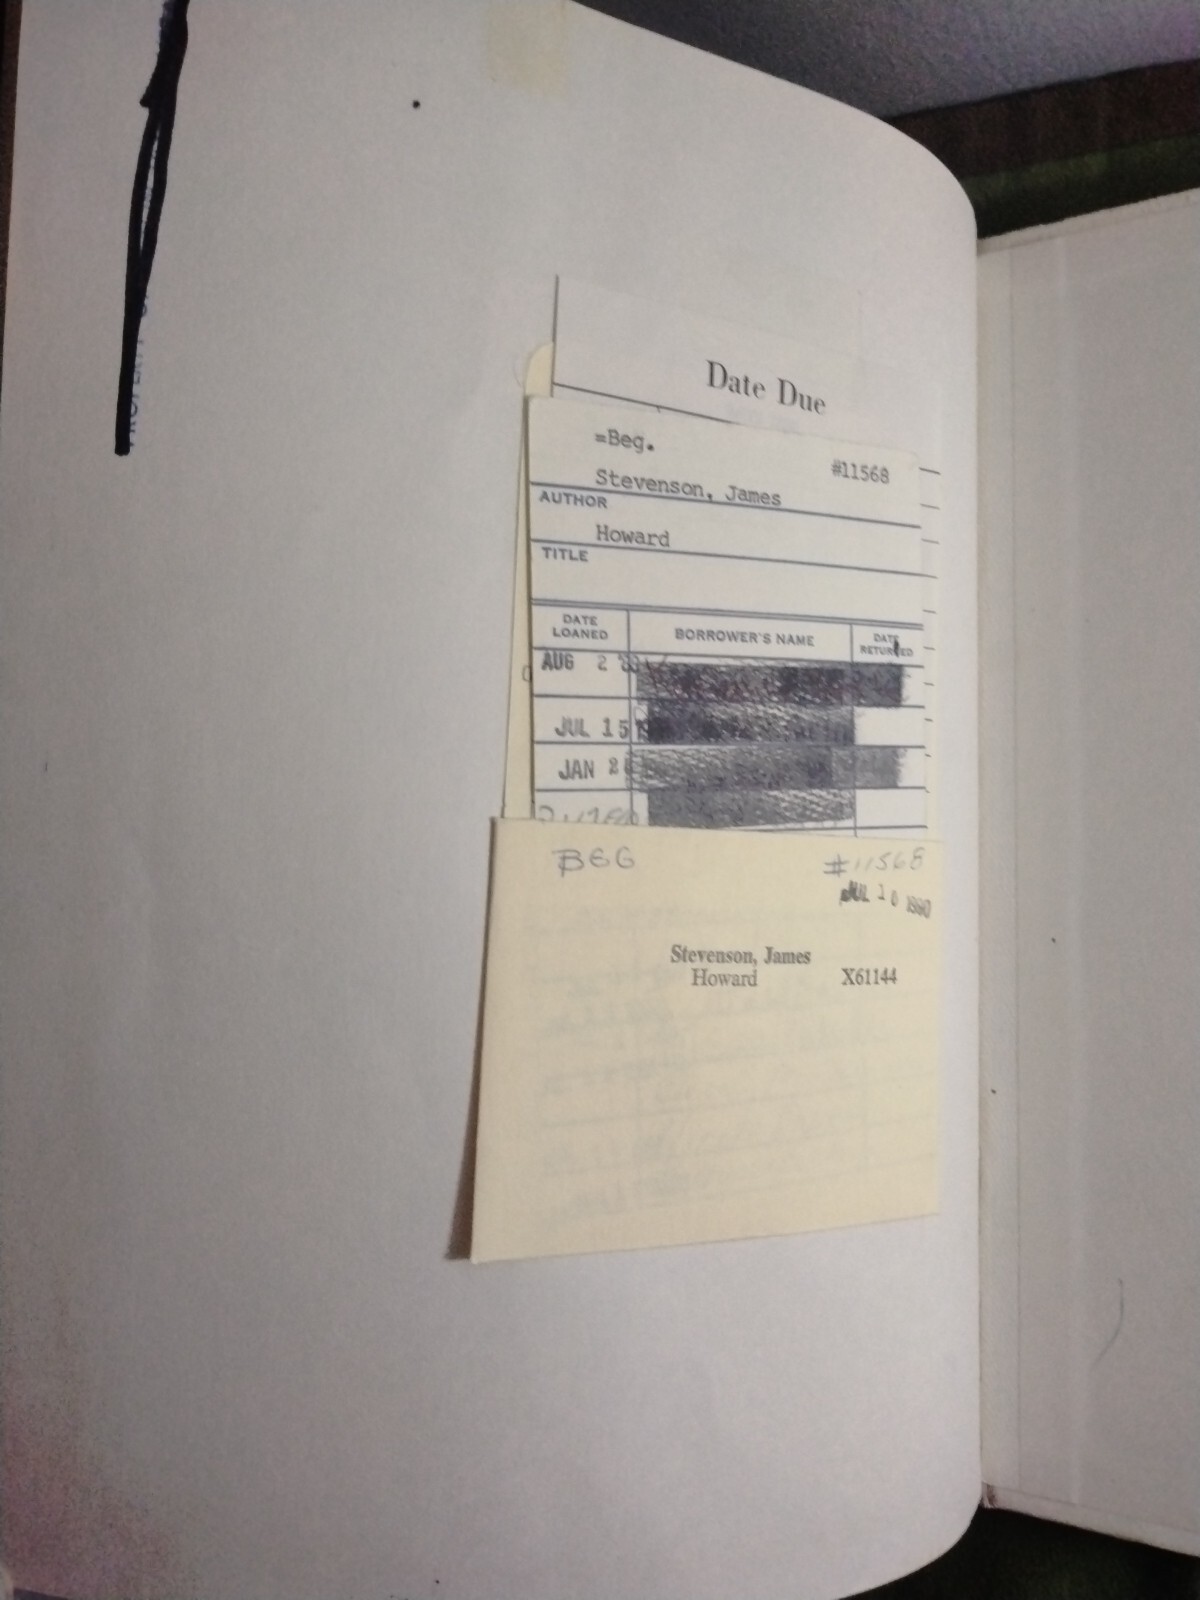 Date Due
=Beg.
#11568
Stevenson, James
AUTHOR
Howard
TITLE
DATE LOANED
BORROWER'S NAME
DATE RETURNED
AUG 2
JUL 15
JAN 2
BEG
#11568
JUL 10 1980
Stevenson, James
Howard X61144